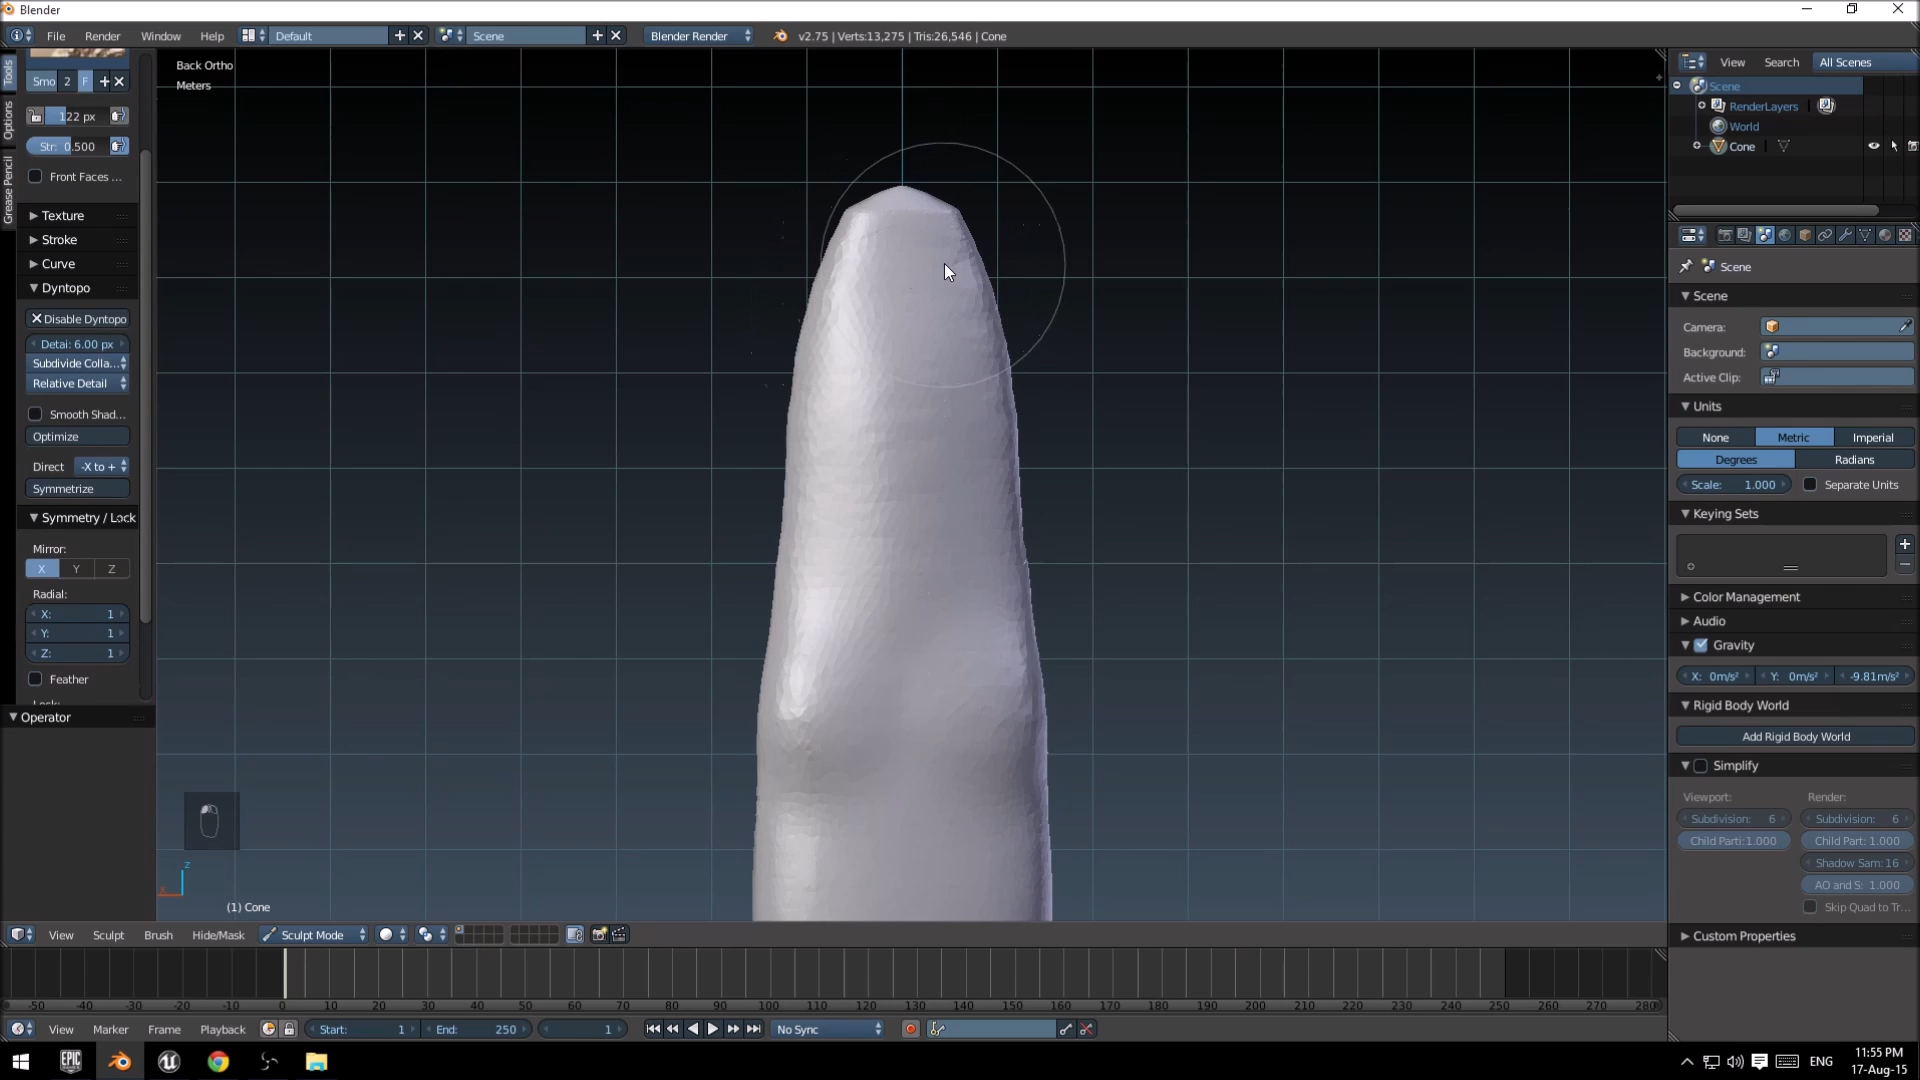 Blender
File Render Window Help Default Scene Blender Render v2.75 | Verts:13,275 | Tris:26,546 | Cone
Back Ortho
Meters
Tools
Options
Grease Pencil
Smo 2 F
122 px
Str: 0.500
Front Faces ...
Texture
Stroke
Curve
Dyntopo
Disable Dyntopo
Detai: 6.00 px
Subdivide Colla...
Relative Detail
Smooth Shad...
Optimize
Direct -X to +
Symmetrize
Symmetry / Lock
Mirror:
X Y Z
Radial:
X: 1
Y: 1
Z: 1
Feather
Operator
z
x
(1) Cone
View Sculpt Brush Hide/Mask Sculpt Mode
-50 -40 -30 -20 -10 0 10 20 30 40 50 60 70 80 90 100 110 120 130 140 150 160 170 180 190 200 210 220 230 240 250 260 270 280
View Marker Frame Playback Start: 1 End: 250 1 No Sync
View Search All Scenes
Scene
RenderLayers
World
Cone
Scene
Scene
Camera:
Background:
Active Clip:
Units
None Metric Imperial
Degrees Radians
Scale: 1.000 Separate Units
Keying Sets
Color Management
Audio
Gravity
X: 0m/s² Y: 0m/s² -9.81m/s²
Rigid Body World
Add Rigid Body World
Simplify
Viewport: Render:
Subdivision: 6 Subdivision: 6
Child Parti:1.000 Child Part: 1.000
Shadow Sam: 16
AO and S: 1.000
Skip Quad to Tr...
Custom Properties
EPIC
ENG
11:55 PM
17-Aug-15